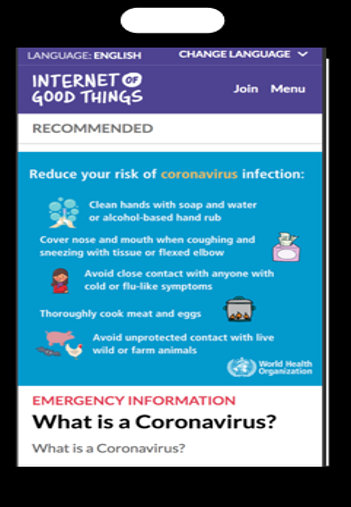 LANGUAGE: ENGLISH CHANGE LANGUAGE
INTERNET OF
GOOD THINGS
Join Menu
RECOMMENDED
Reduce your risk of coronavirus infection:
Clean hands with soap and water
or alcohol-based hand rub
Cover nose and mouth when coughing and
sneezing with tissue or flexed elbow
Avoid close contact with anyone with
cold or flu-like symptoms
Thoroughly cook meat and eggs
Avoid unprotected contact with live
wild or farm animals
World Health
Organization
EMERGENCY INFORMATION
What is a Coronavirus?
What is a Coronavirus?